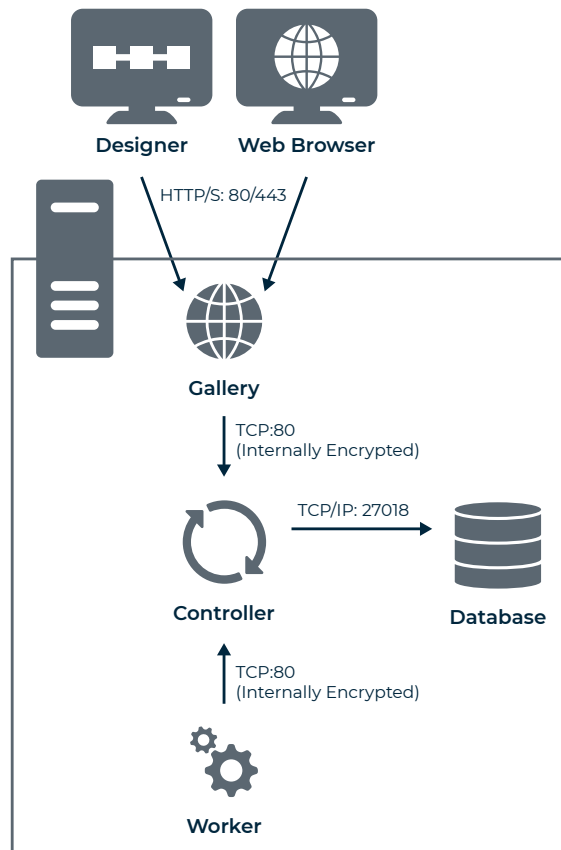 Designer
Web Browser
HTTP/S: 80/443
Gallery
TCP:80
(Internally Encrypted)
TCP/IP: 27018
Controller
Database
TCP:80
(Internally Encrypted)
Worker